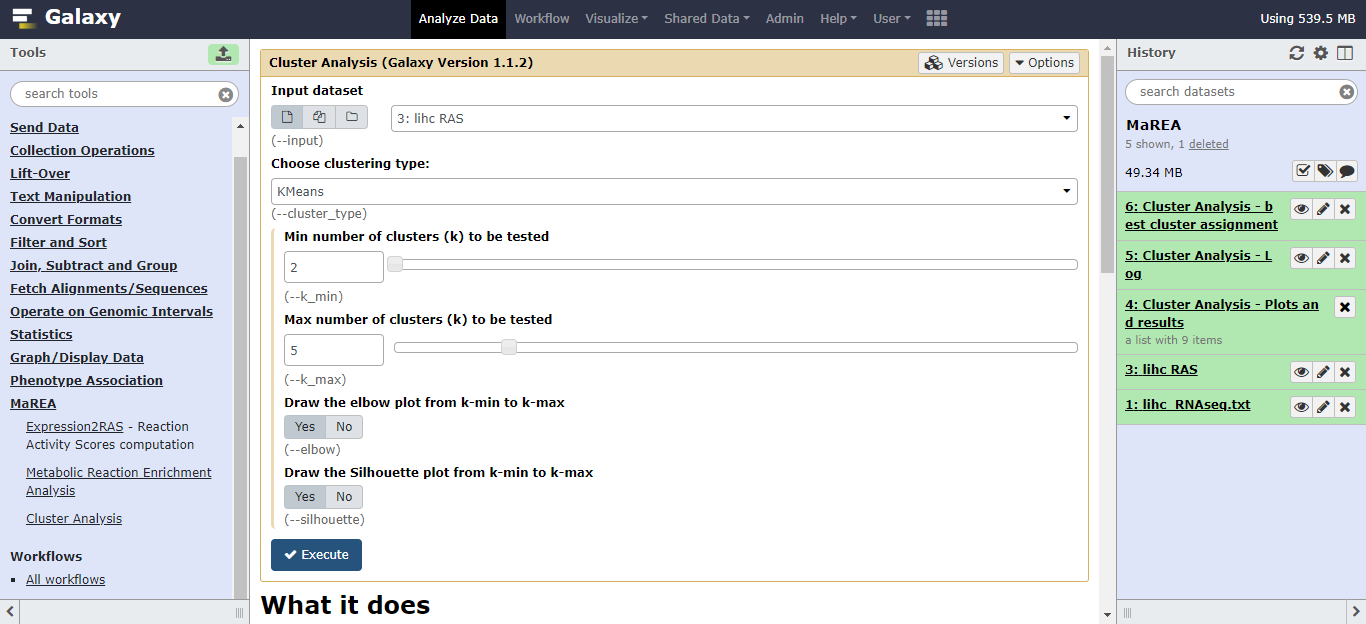 Galaxy
Analyze Data Workflow Visualize Shared Data Admin Help User
Using 539.5 MB
Tools
search tools
Send Data
Collection Operations
Lift-Over
Text Manipulation
Convert Formats
Filter and Sort
Join, Subtract and Group
Fetch Alignments/Sequences
Operate on Genomic Intervals
Statistics
Graph/Display Data
Phenotype Association
MaREA
Expression2RAS - Reaction
Activity Scores computation
Metabolic Reaction Enrichment
Analysis
Cluster Analysis
Workflows
All workflows
Cluster Analysis (Galaxy Version 1.1.2)
Versions
Options
Input dataset
3: lihc RAS
(--input)
Choose clustering type:
KMeans
(--cluster_type)
Min number of clusters (k) to be tested
2
(--k_min)
Max number of clusters (k) to be tested
5
(--k_max)
Draw the elbow plot from k-min to k-max
Yes No
(--elbow)
Draw the Silhouette plot from k-min to k-max
Yes No
(--silhouette)
Execute
What it does
History
search datasets
MaREA
5 shown, 1 deleted
49.34 MB
6: Cluster Analysis - b
est cluster assignment
5: Cluster Analysis - L
og
4: Cluster Analysis - Plots an
d results
a list with 9 items
3: lihc RAS
1: lihc_RNAseq.txt